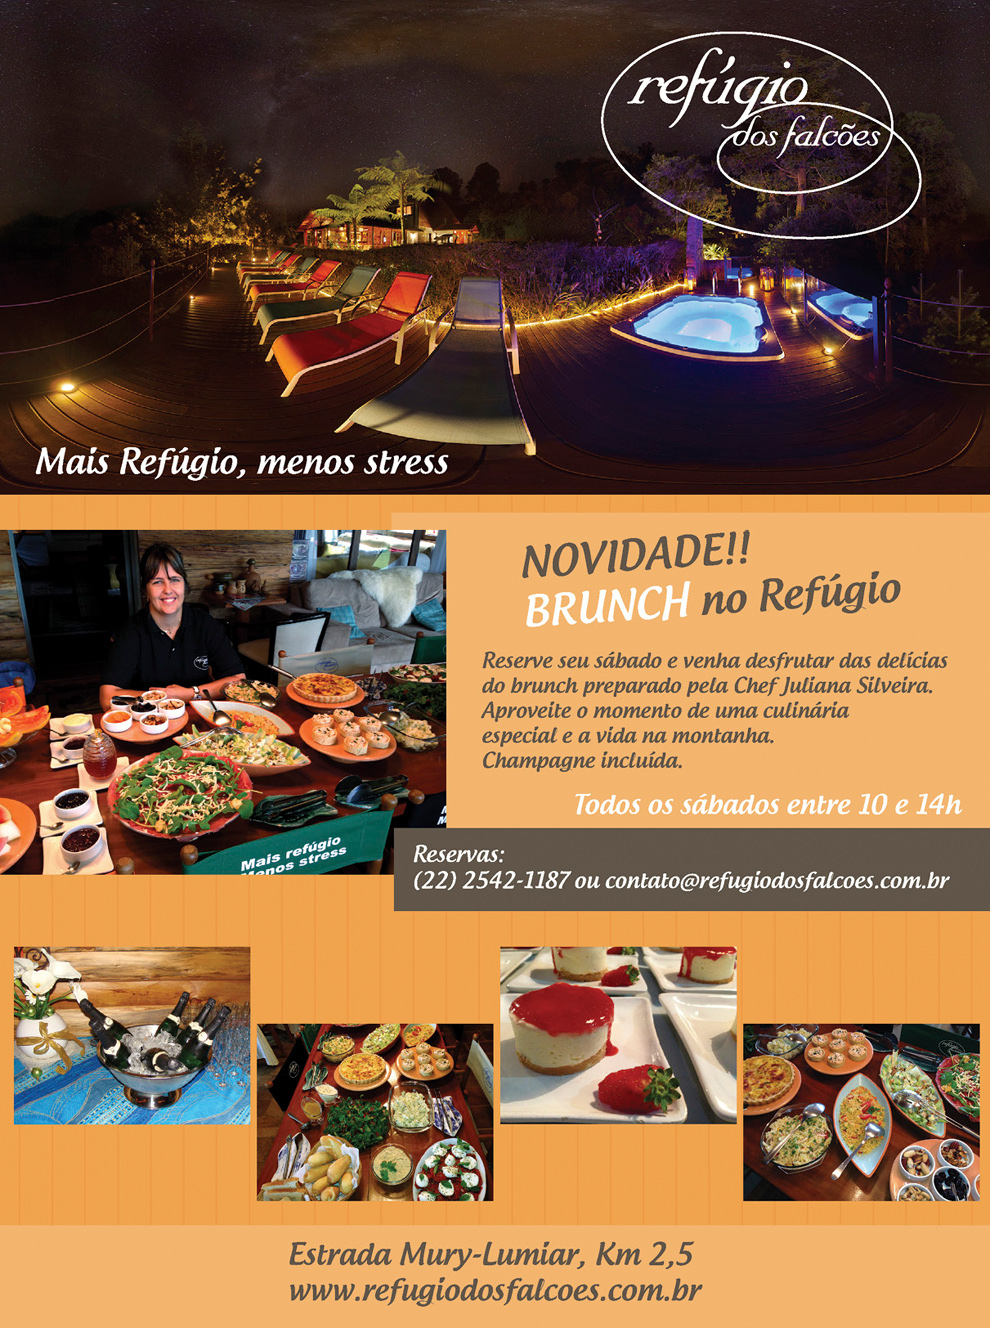 refúgio
dos falcões
Mais Refúgio, menos stress
NOVIDADE!!
BRUNCH no Refúgio
Reserve seu sábado e venha desfrutar das delícias
do brunch preparado pela Chef Juliana Silveira.
Aproveite o momento de uma culinária
especial e a vida na montanha.
Champagne incluída.
Todos os sábados entre 10 e 14h
Mais refúgio
Menos stress
Reservas:
(22) 2542-1187 ou contato@refugiodosfalcoes.com.br
Estrada Mury-Lumiar, Km 2,5
www.refugiodosfalcoes.com.br